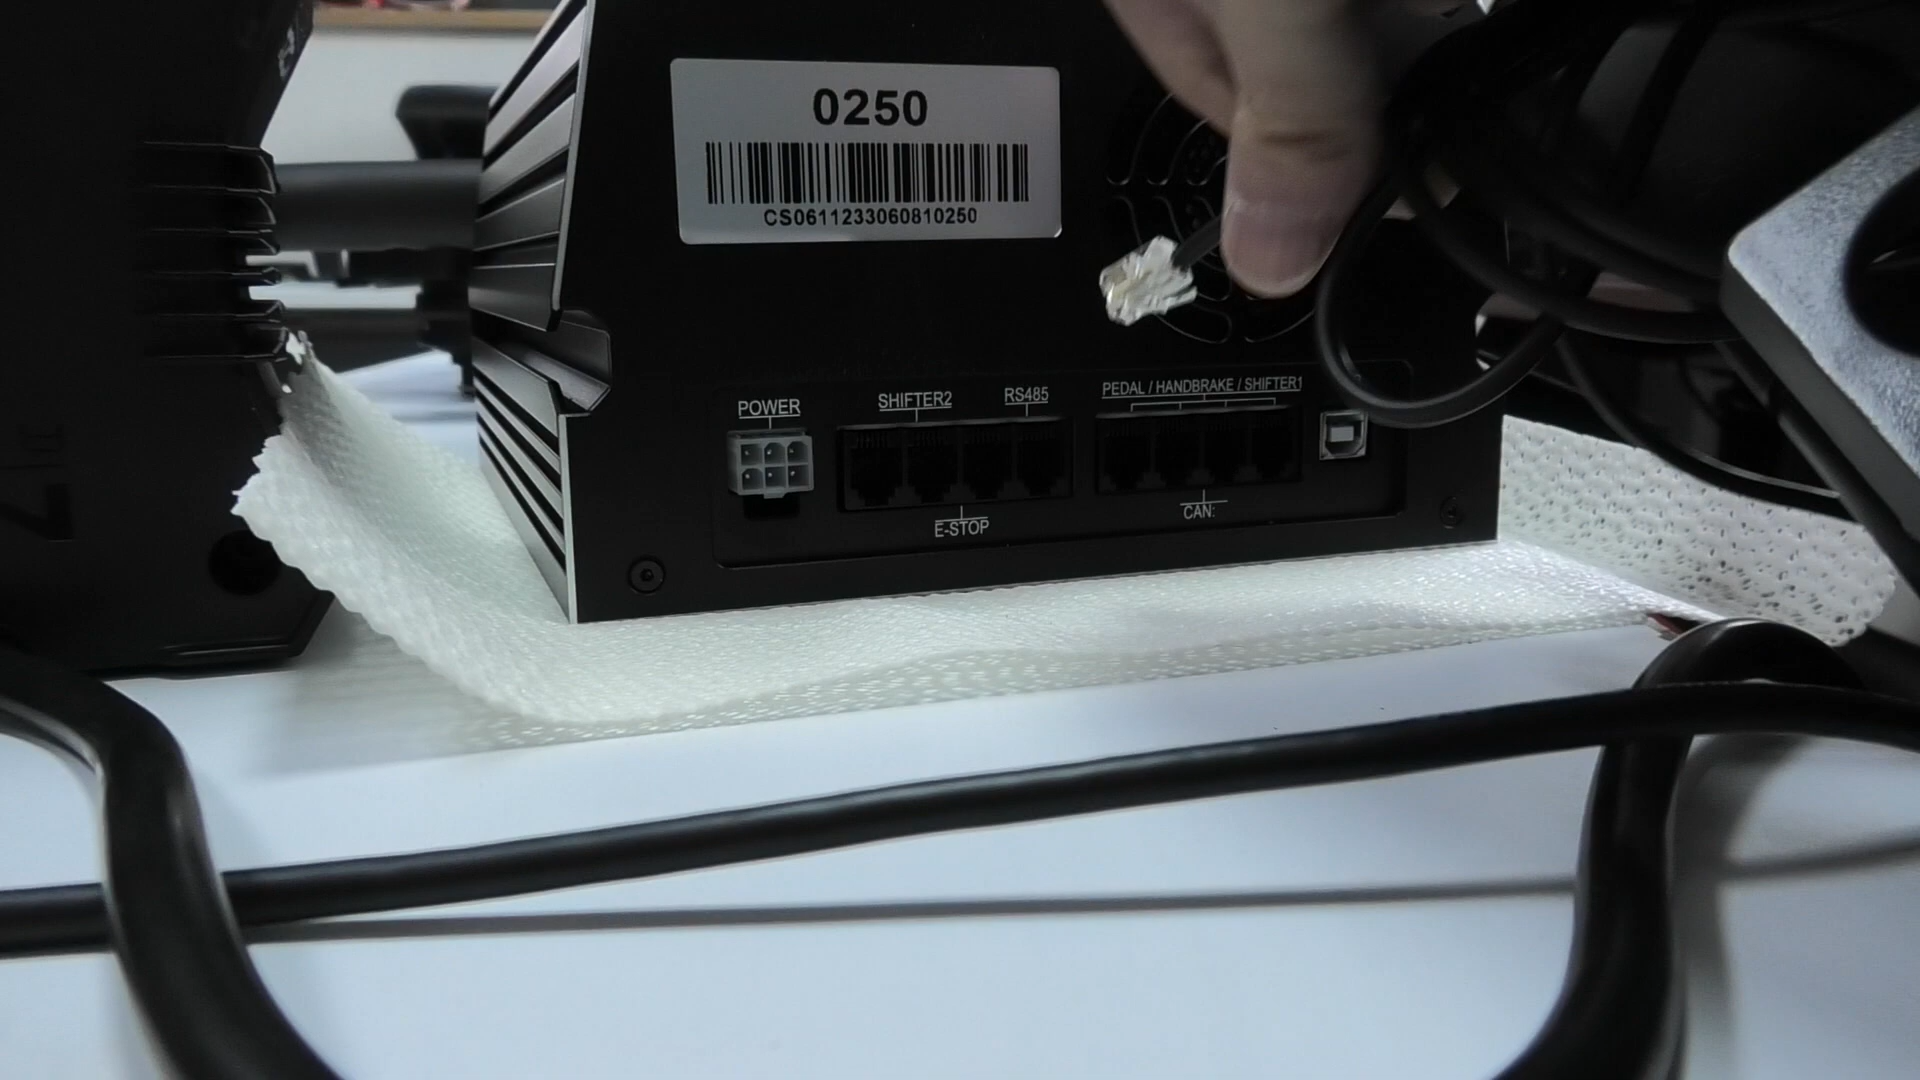 0250
CS0611233060810250
POWER
SHIFTER2
RS485
PEDAL / HANDBRAKE / SHIFTER1
E-STOP
CAN: